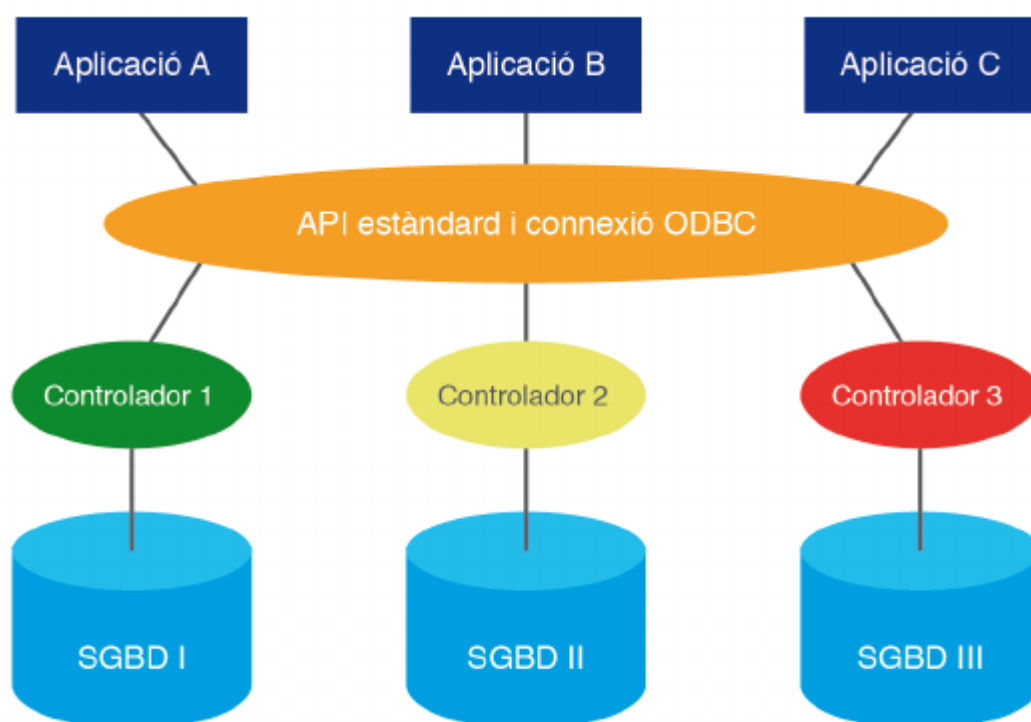 Aplicació A
Aplicació B
Aplicació C
API estàndard i connexió ODBC
Controlador 1
Controlador 2
Controlador 3
SGBD I
SGBD II
SGBD III